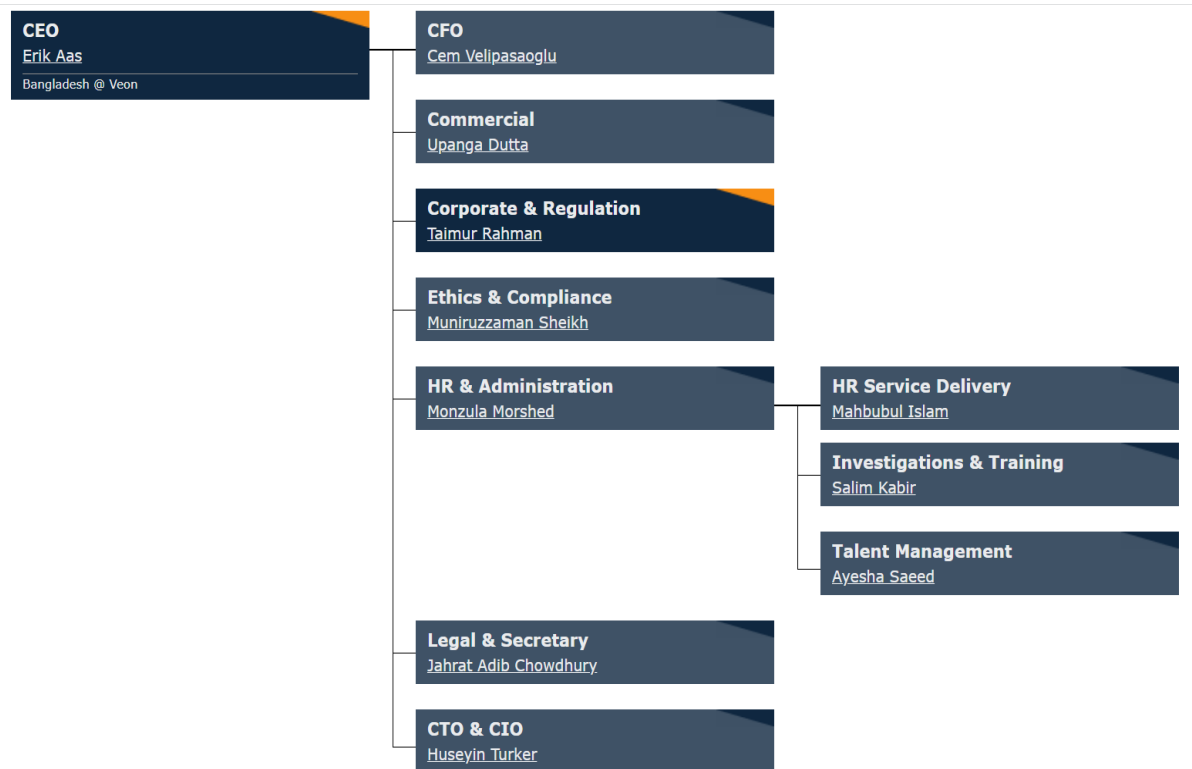 CEO
Erik Aas
Bangladesh @ Veon
CFO
Cem Velipasaoglu
Commercial
Upanga Dutta
Corporate & Regulation
Taimur Rahman
Ethics & Compliance
Muniruzzaman Sheikh
HR & Administration
Monzula Morshed
HR Service Delivery
Mahbubul Islam
Investigations & Training
Salim Kabir
Talent Management
Ayesha Saeed
Legal & Secretary
Jahrat Adib Chowdhury
CTO & CIO
Huseyin Turker